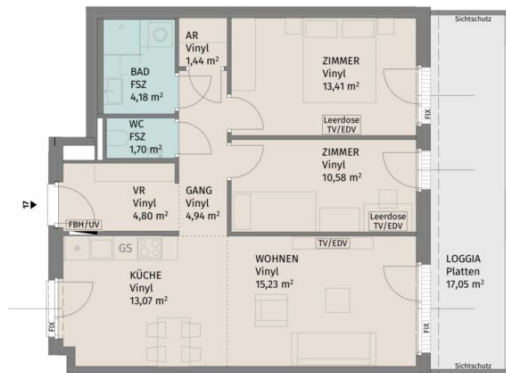 Sichtschutz
AR
Vinyl
1,44 m²
BAD
FSZ
4,18 m²
ZIMMER
Vinyl
13,41 m²
FIX
Leerdose
TV/EDV
WC
FSZ
1,70 m²
ZIMMER
Vinyl
10,58 m²
Leerdose
TV/EDV
VR
Vinyl
4,80 m²
GANG
Vinyl
4,94 m²
17
FBH/UV
GS
TV/EDV
KÜCHE
Vinyl
13,07 m²
WOHNEN
Vinyl
15,23 m²
LOGGIA
Platten
17,05 m²
FIX
FIX
Sichtschutz